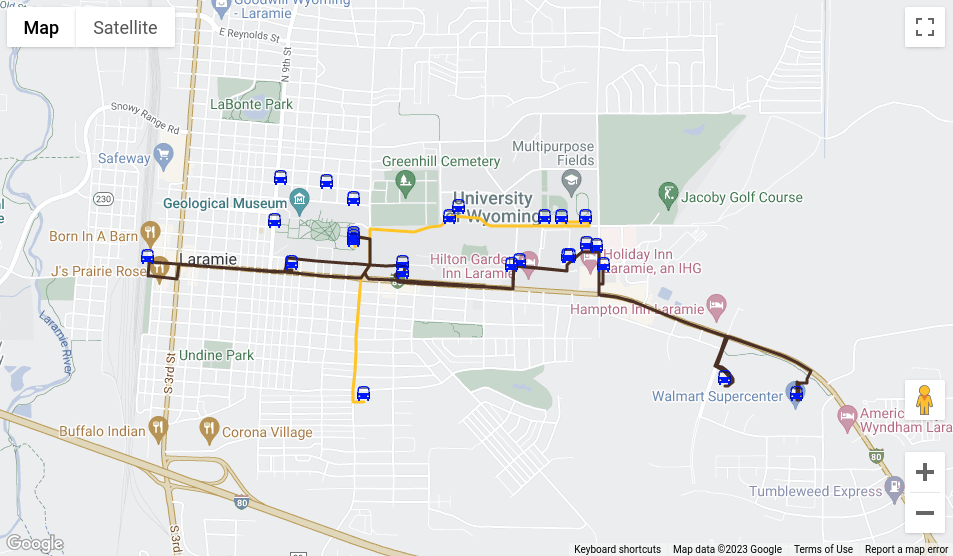 Old St
Goodwill Wyoming
- Laramie
Map
Satellite
E Reynolds St
N 9th St
LaBonte Park
Snowy Range Rd
Safeway
Greenhill Cemetery
Multipurpose
Fields
230
Geological Museum
University
of Wyoming
Jacoby Golf Course
Born In A Barn
Laramie
J's Prairie Rose
Hilton Garden
Inn Laramie
Holiday Inn
Laramie, an IHG
Hampton Inn Laramie
Laramie River
Undine Park
S 3rd St
Walmart Supercenter
Americ
Wyndham Lara
Buffalo Indian
Corona Village
80
80
Tumbleweed Express
S 3rd St
Google
Keyboard shortcuts
Map data ©2023 Google
Terms of Use
Report a map error